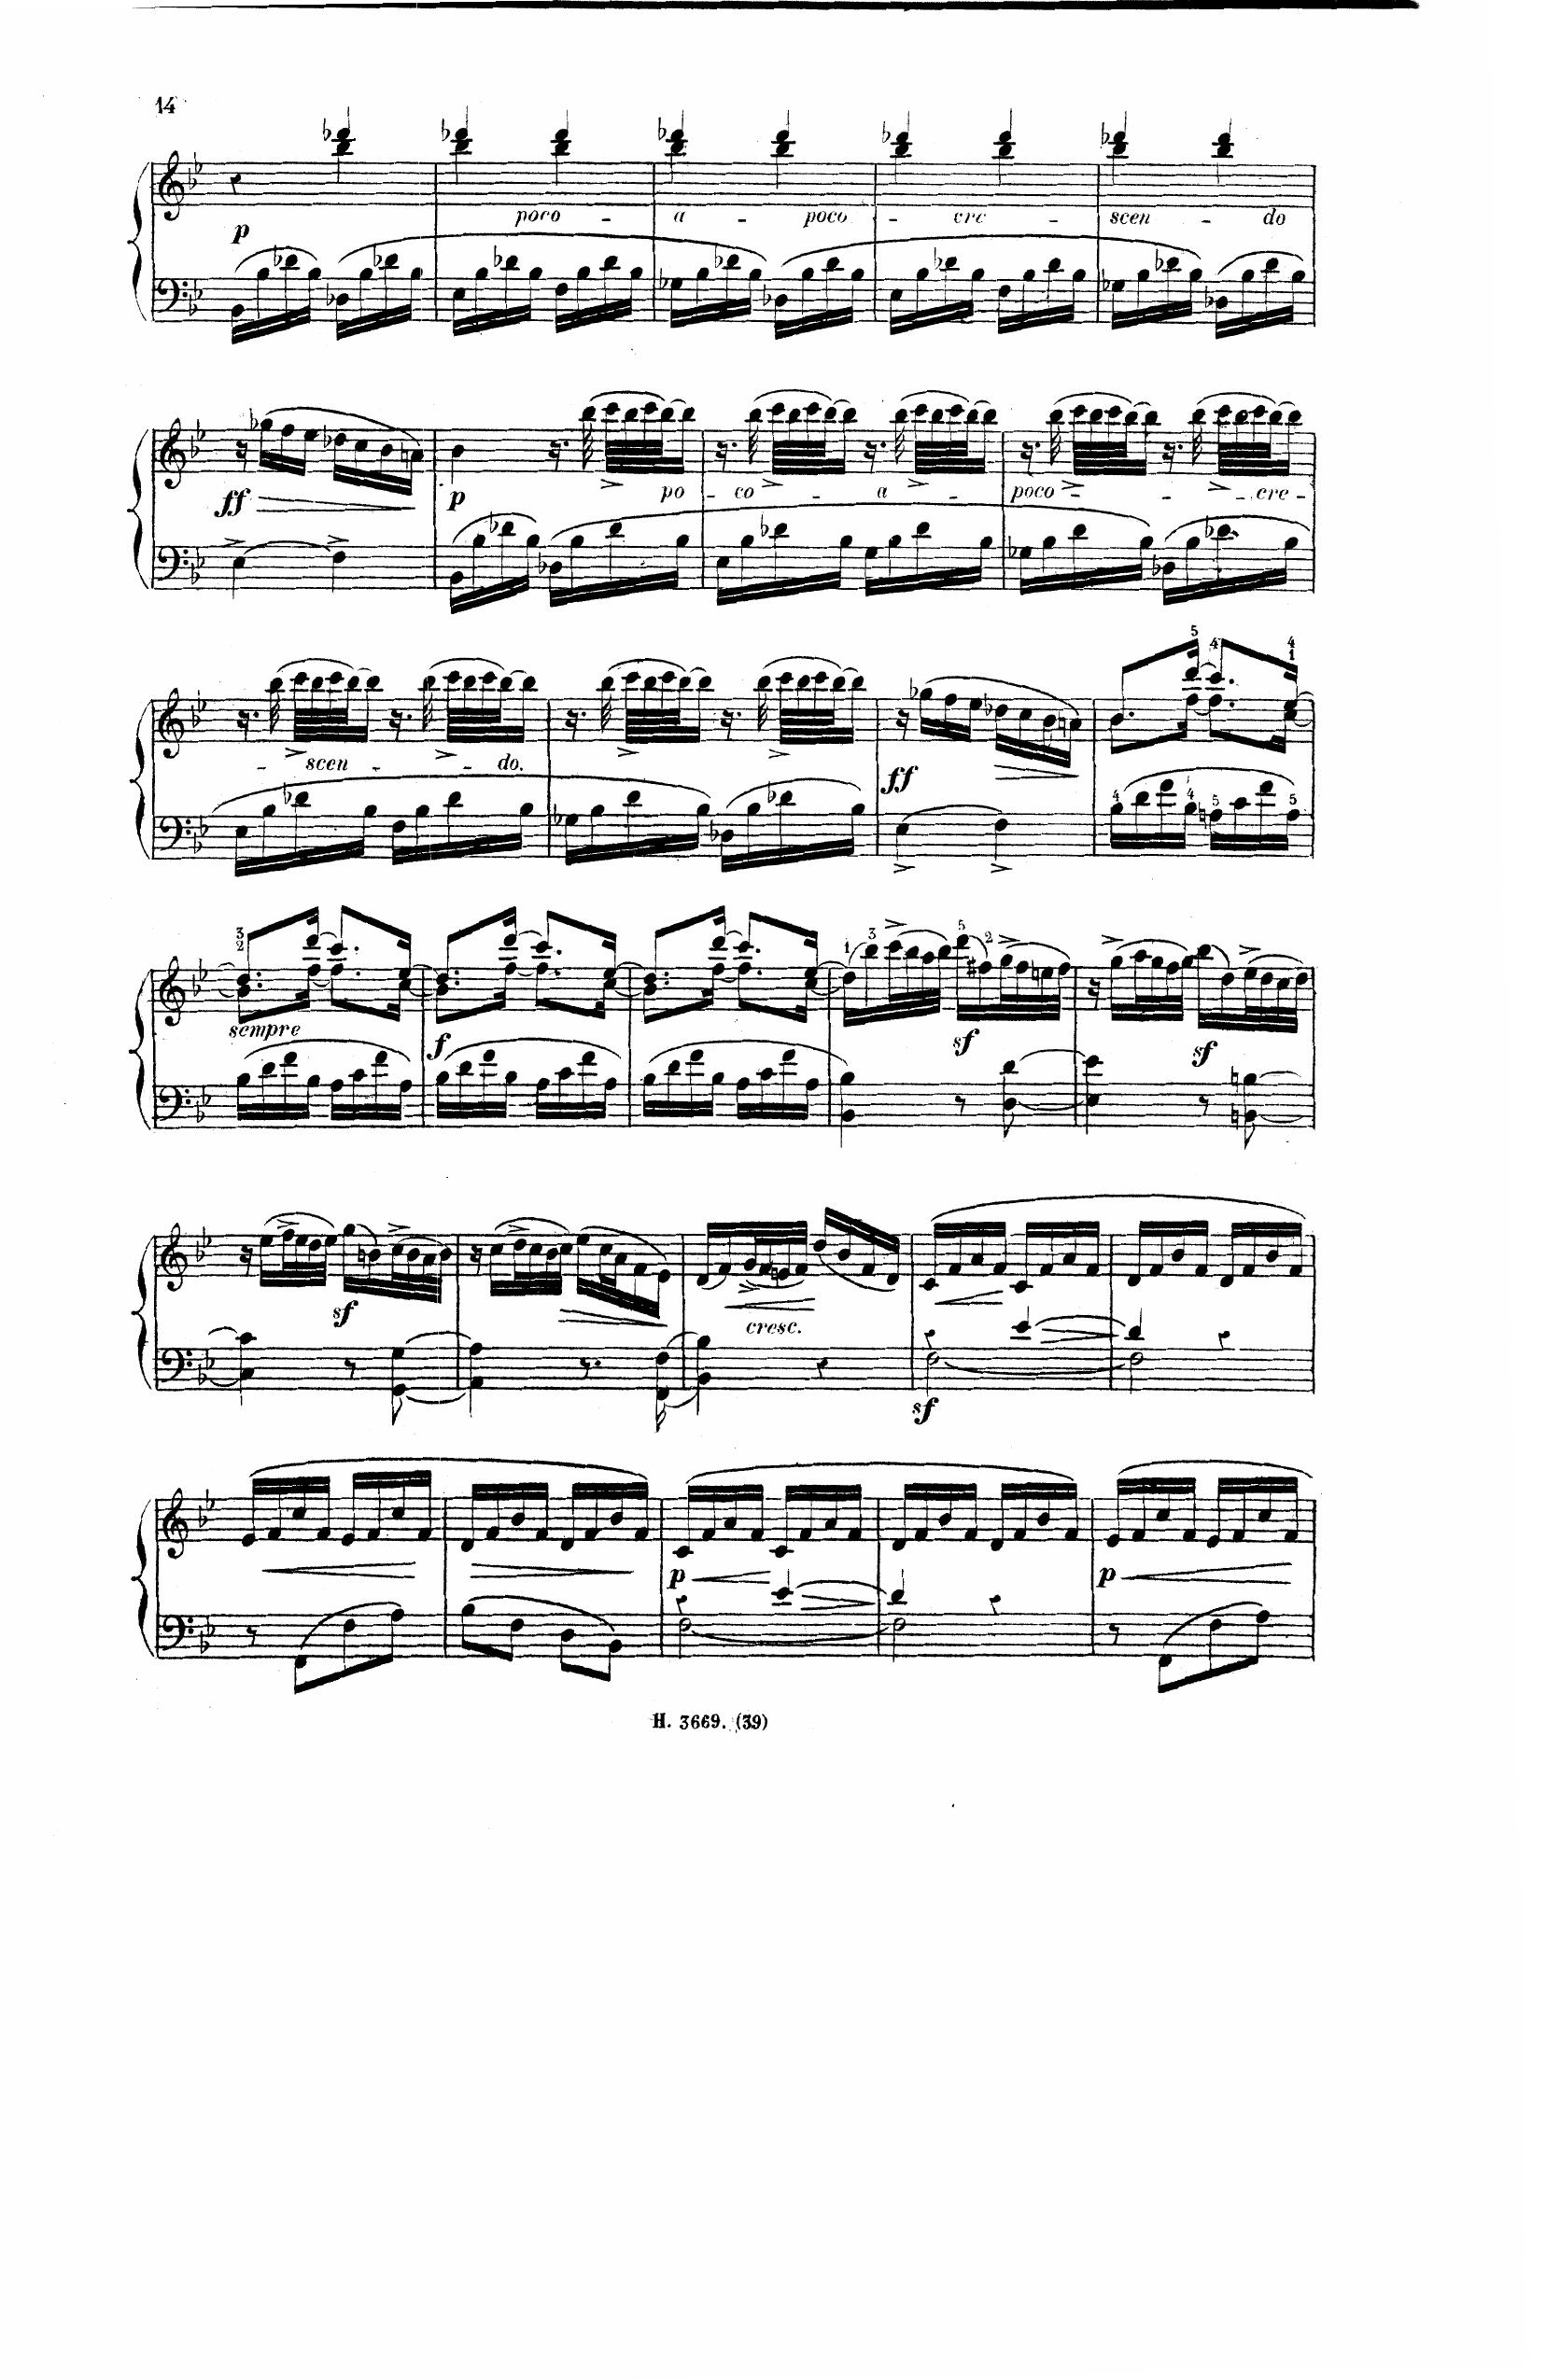 14
poco - a - poco - cre - scen - do
p
ff p po - co - a - poco - - - cre -
5 4 4
1
- scen - - do.
ff
4 4 5 5
3
2 1 3 5 2
sempre f sf sf
sf cresc.
sf
p p
H. 3669. (39)